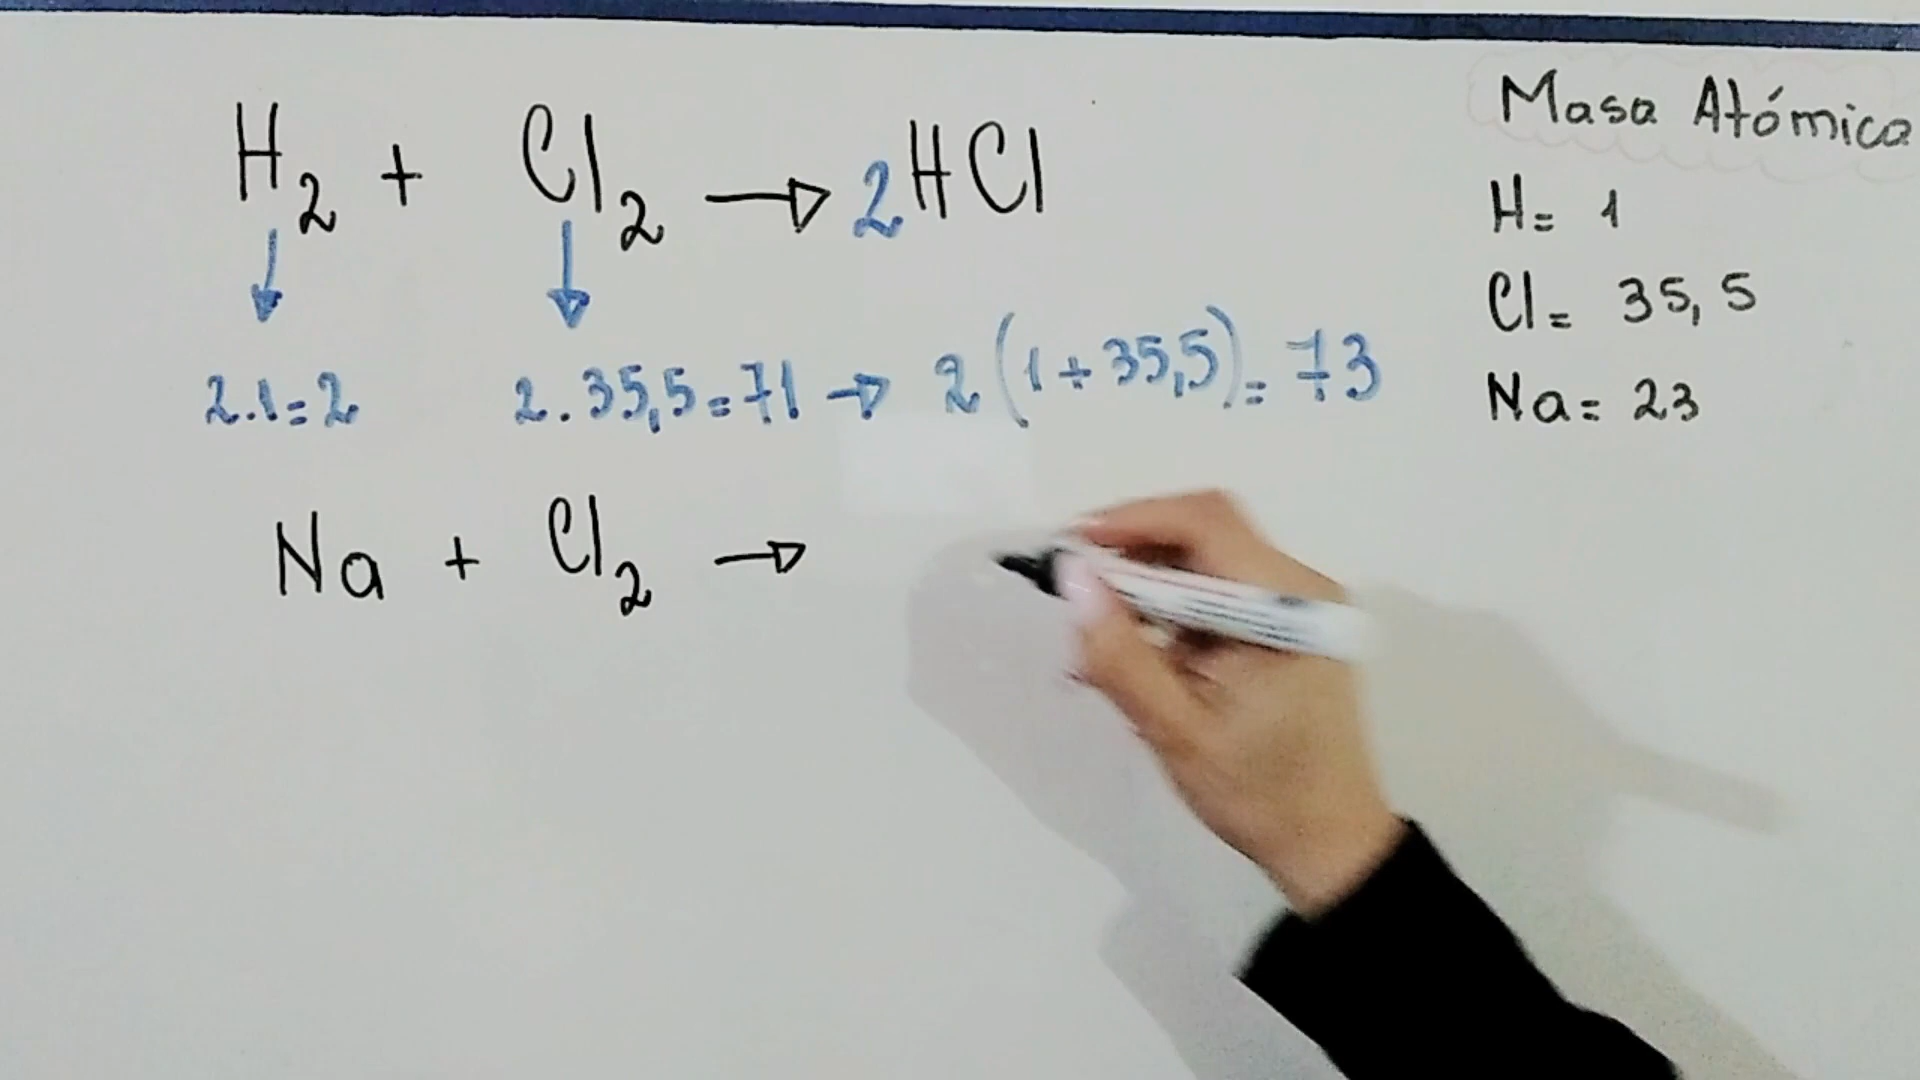 H₂ + Cl₂ → 2HCl
2.1=2 2.35,5=71 → 2(1+35,5)=73
Na + Cl₂ →
Masa Atómica
H= 1
Cl= 35,5
Na= 23